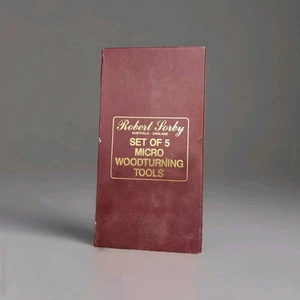 Robert Sorby
SHEFFIELD - ENGLAND
SET OF 5
MICRO
WOODTURNING
TOOLS